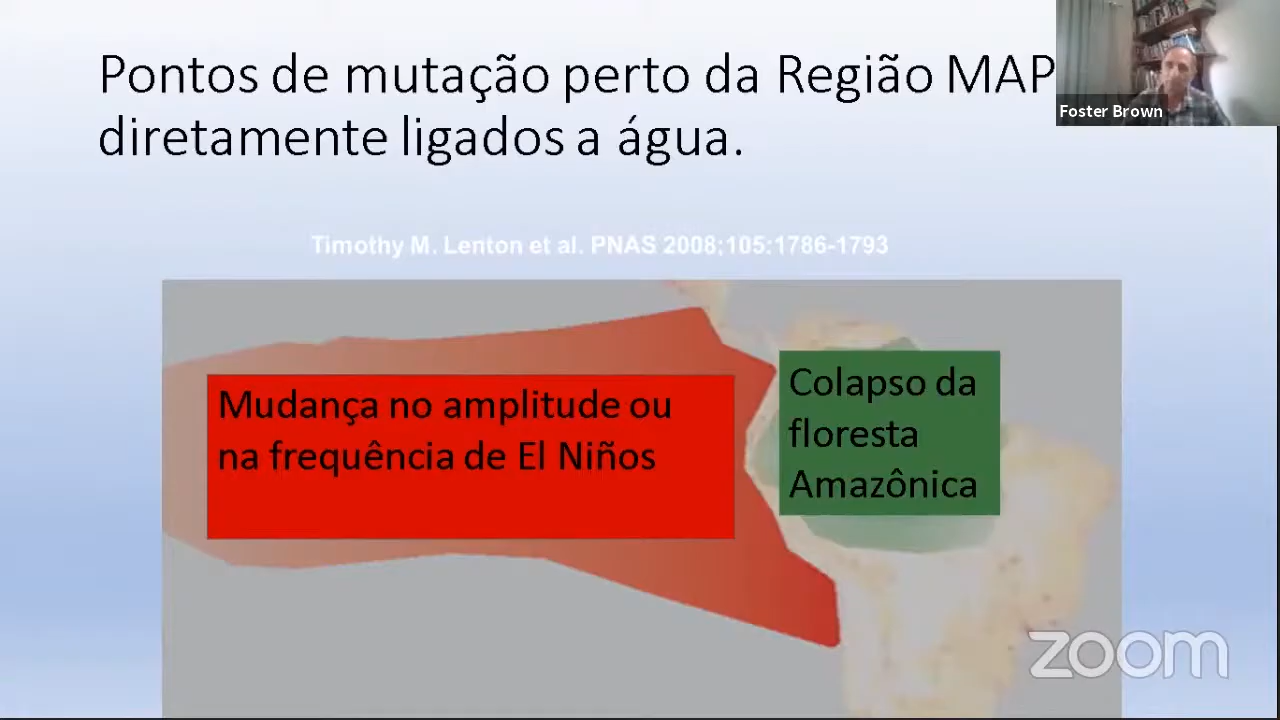 Pontos de mutação perto da Região MAP
diretamente ligados a água.
Foster Brown
Timothy M. Lenton et al. PNAS 2008;105:1786-1793
Mudança no amplitude ou
na frequência de El Niños
Colapso da
floresta
Amazônica
zoom